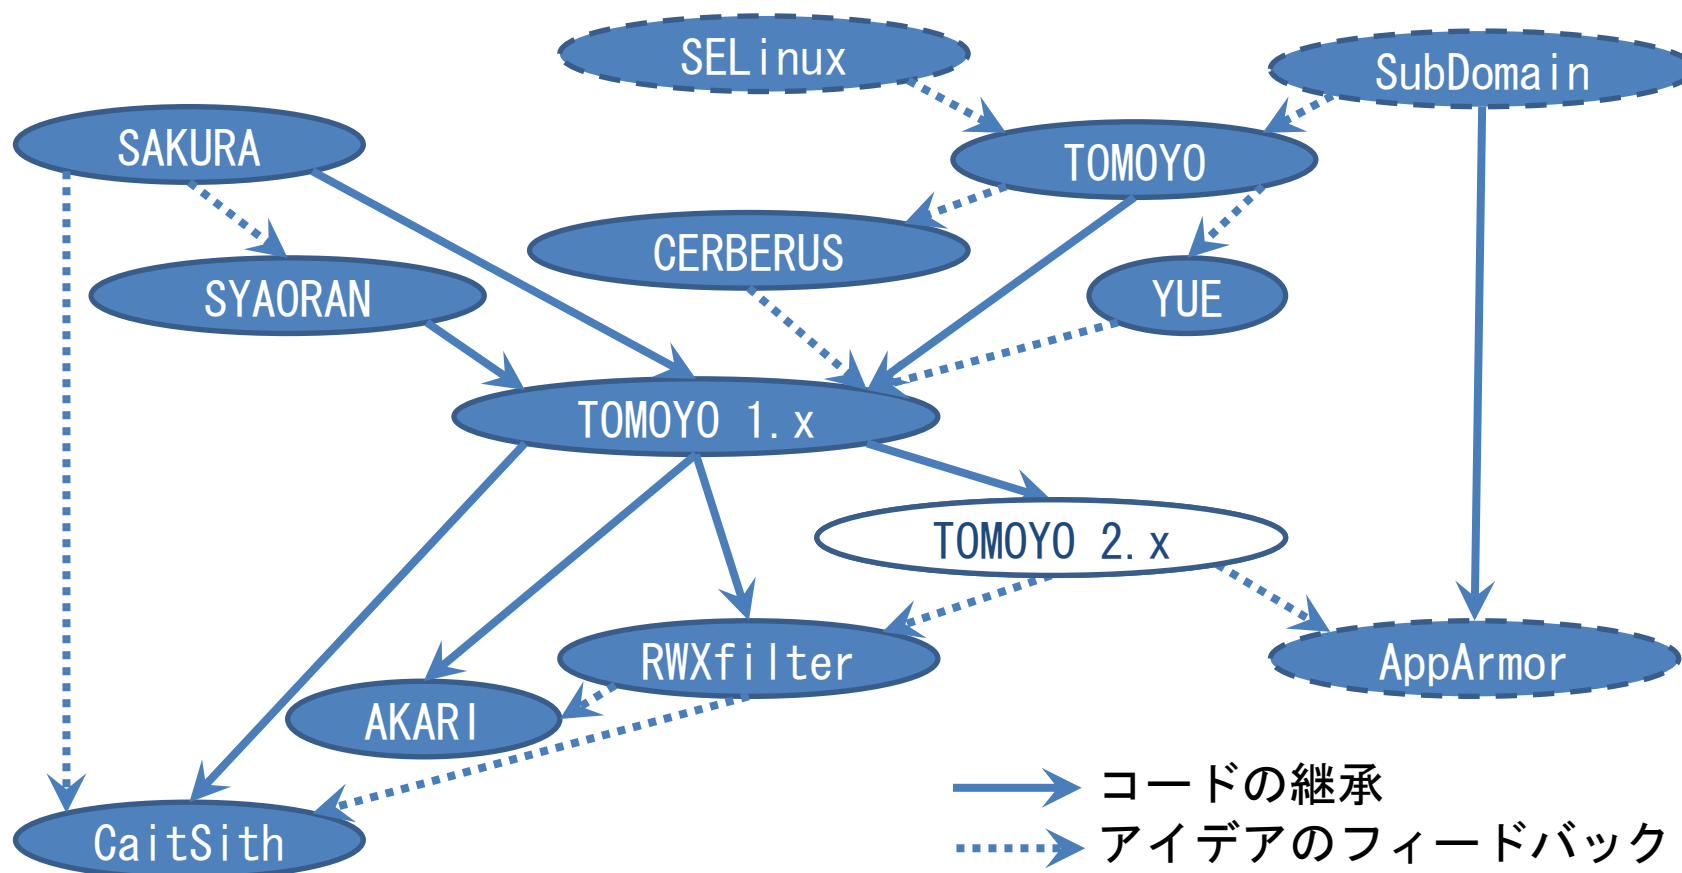 SELinux
SubDomain
SAKURA
TOMOYO
CERBERUS
SYAORAN
YUE
TOMOYO 1.x
TOMOYO 2.x
RWXfilter
AppArmor
AKARI
コードの継承
CaitSith
アイデアのフィードバック